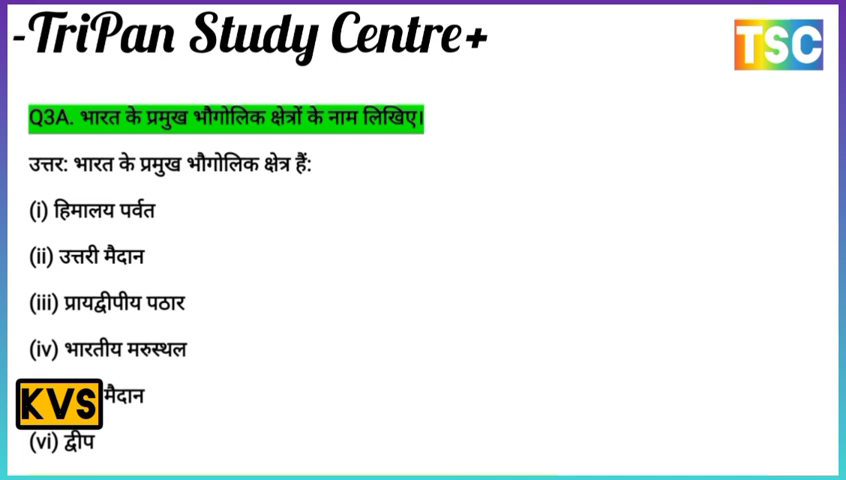 -TriPan Study Centre+
TSC
Q3A. भारत के प्रमुख भौगोलिक क्षेत्रों के नाम लिखिए।
उत्तर: भारत के प्रमुख भौगोलिक क्षेत्र हैं:
(i) हिमालय पर्वत
(ii) उत्तरी मैदान
(iii) प्रायद्वीपीय पठार
(iv) भारतीय मरुस्थल
KVS मैदान
(vi) द्वीप